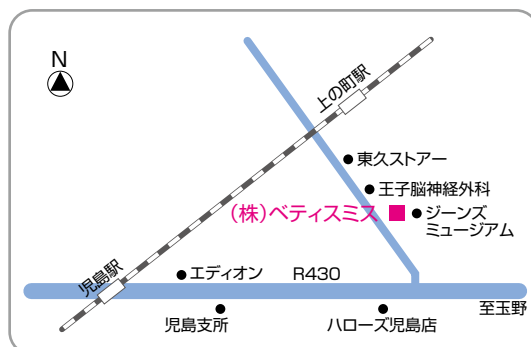 N
上の町駅
東久ストアー
王子脳神経外科
(株)ベティスミス
ジーンズ
ミュージアム
児島駅
エディオン
R430
至玉野
児島支所
ハローズ児島店